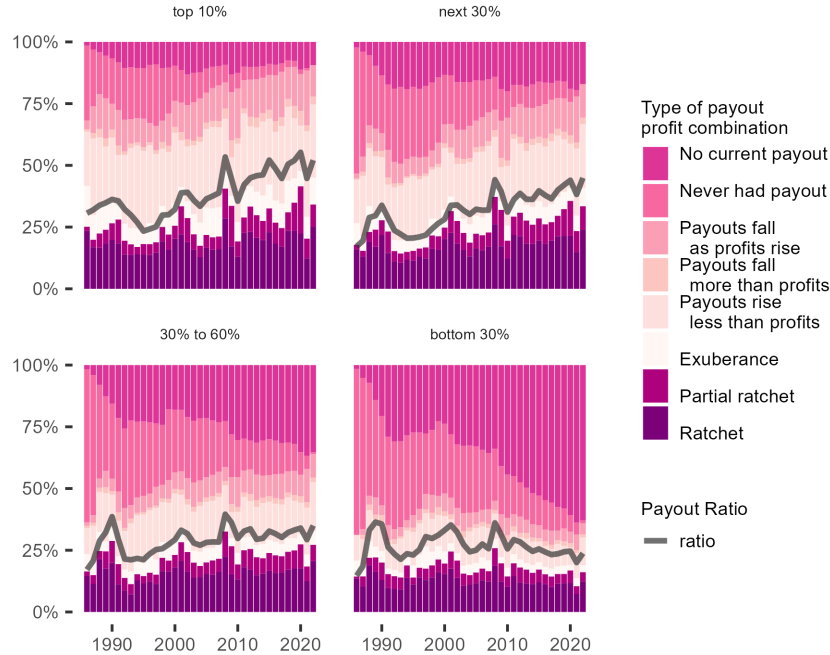 top 10%
next 30%
100%
75%
50%
25%
0%
30% to 60%
bottom 30%
100%
75%
50%
25%
0%
1990
2000
2010
2020
1990
2000
2010
2020
Type of payout
profit combination
No current payout
Never had payout
Payouts fall
as profits rise
Payouts fall
more than profits
Payouts rise
less than profits
Exuberance
Partial ratchet
Ratchet
Payout Ratio
ratio